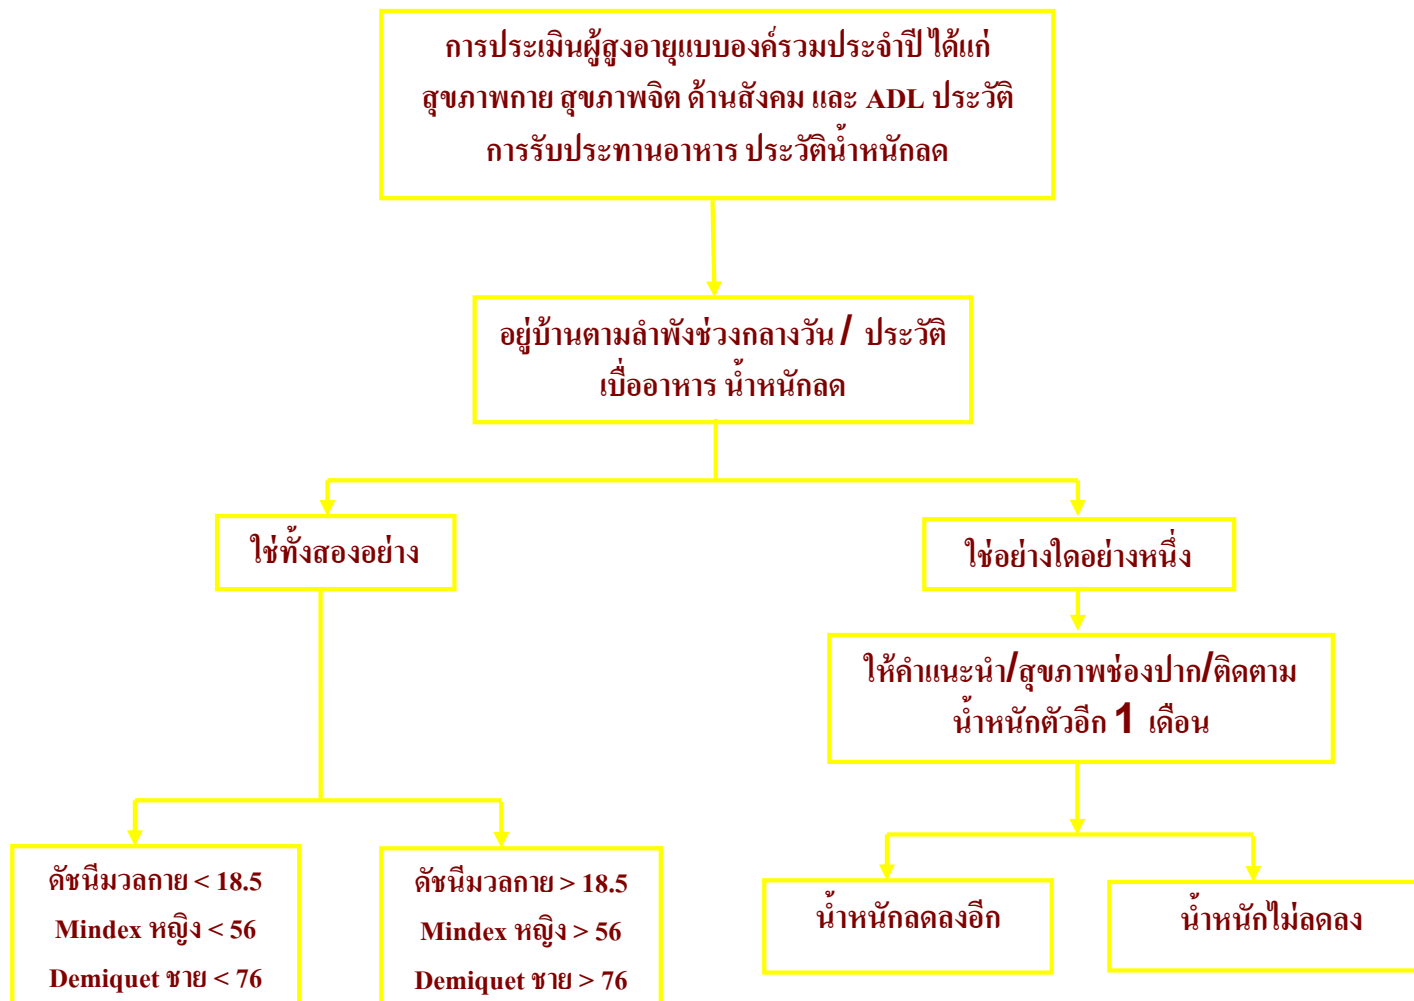 การประเมินผู้สูงอายุแบบองค์รวมประจำปี ได้แก่
สุขภาพกาย สุขภาพจิต ด้านสังคม และ ADL ประวัติ
การรับประทานอาหาร ประวัติน้ำหนักลด
อยู่บ้านตามลำพังช่วงกลางวัน / ประวัติ
เบื่ออาหาร น้ำหนักลด
ใช่ทั้งสองอย่าง
ใช่อย่างใดอย่างหนึ่ง
ให้คำแนะนำ/สุขภาพช่องปาก/ติดตาม
น้ำหนักตัวอีก 1 เดือน
ดัชนีมวลกาย < 18.5
Mindex หญิง < 56
Demiquet ชาย < 76
ดัชนีมวลกาย > 18.5
Mindex หญิง > 56
Demiquet ชาย > 76
น้ำหนักลดลงอีก
น้ำหนักไม่ลดลง